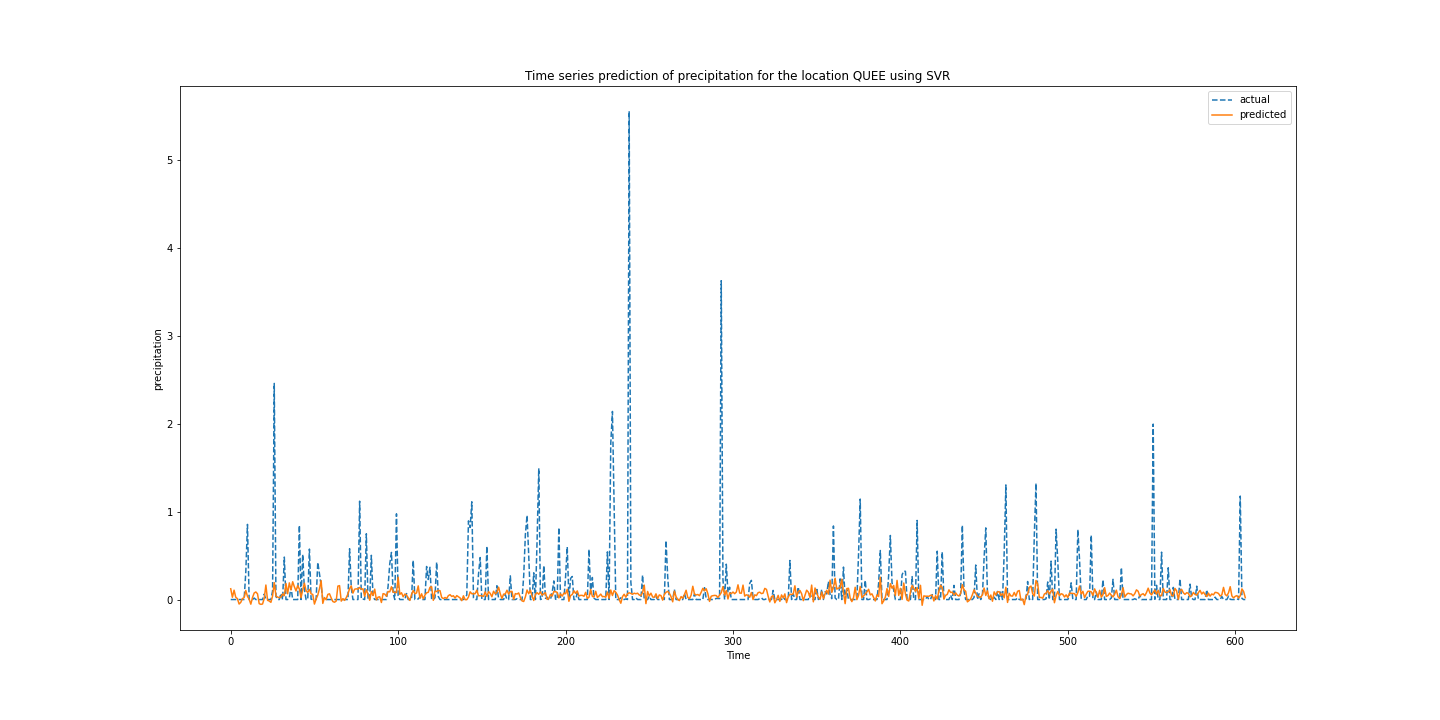 Time series prediction of precipitation for the location QUEE using SVR
actual
predicted
5
4
3
2
1
0
precipitation
0 100 200 300 400 500 600
Time